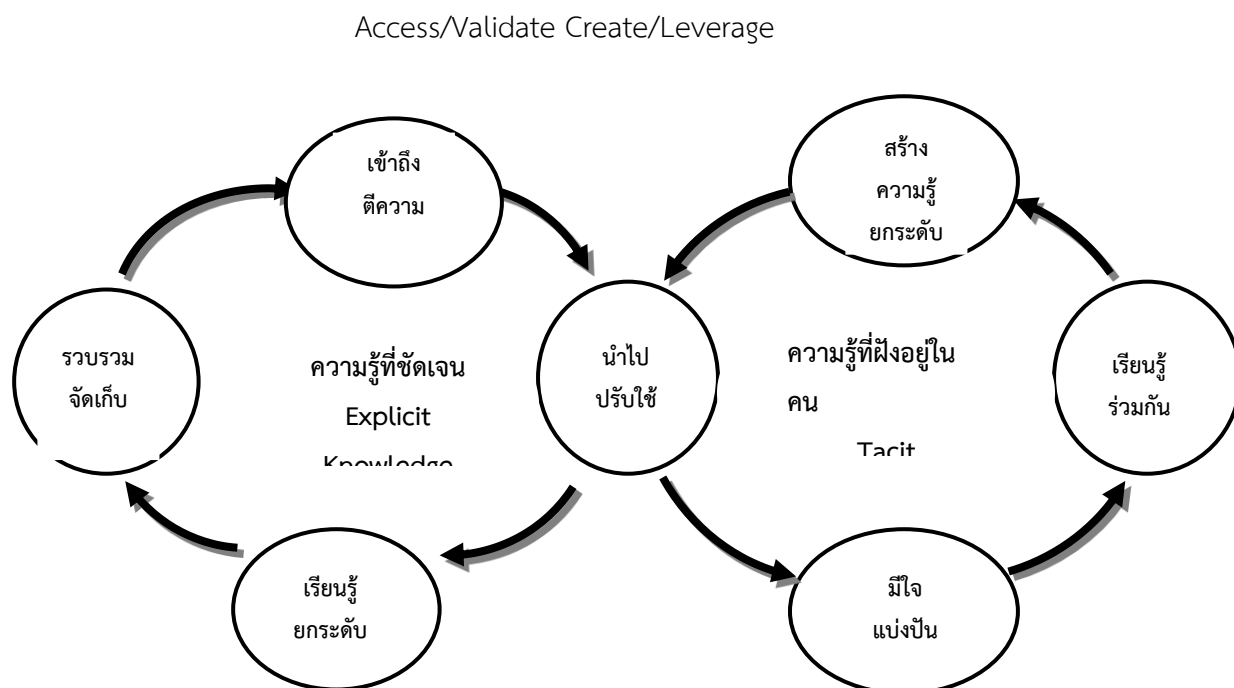 Access/Validate Create/Leverage
เข้าถึง
ตีความ
สร้าง
ความรู้
ยกระดับ
รวบรวม
จัดเก็บ
ความรู้ที่ชัดเจน
Explicit
Knowledge
นำไป
ปรับใช้
ความรู้ที่ฝังอยู่ใน
คน
Tacit
เรียนรู้
ร่วมกัน
เรียนรู้
ยกระดับ
มีใจ
แบ่งปัน